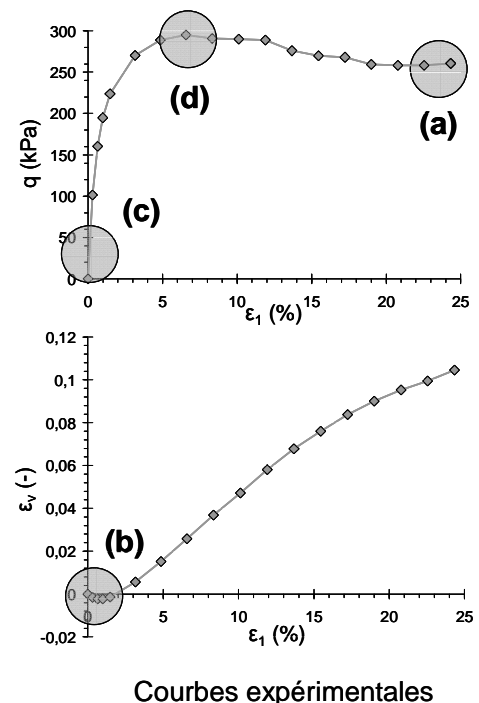 300
250
200
150
100
50
0
q (kPa)
(d)
(a)
(c)
0 5 10 15 20 25
ε1 (%)
0,12
0,1
0,08
0,06
0,04
0,02
0
-0,02
εv (-)
(b)
0 5 10 15 20 25
ε1 (%)
Courbes expérimentales